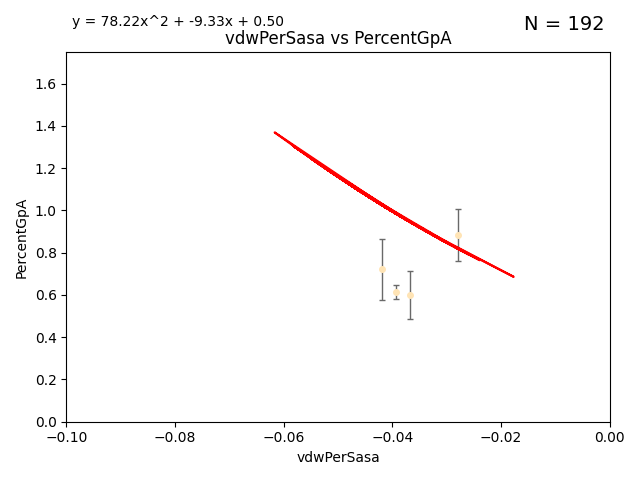 y = 78.22x^2 + -9.33x + 0.50
N = 192
vdwPerSasa vs PercentGpA
1.6
1.4
1.2
1.0
0.8
0.6
0.4
0.2
0.0
PercentGpA
−0.10 −0.08 −0.06 −0.04 −0.02 0.00
vdwPerSasa